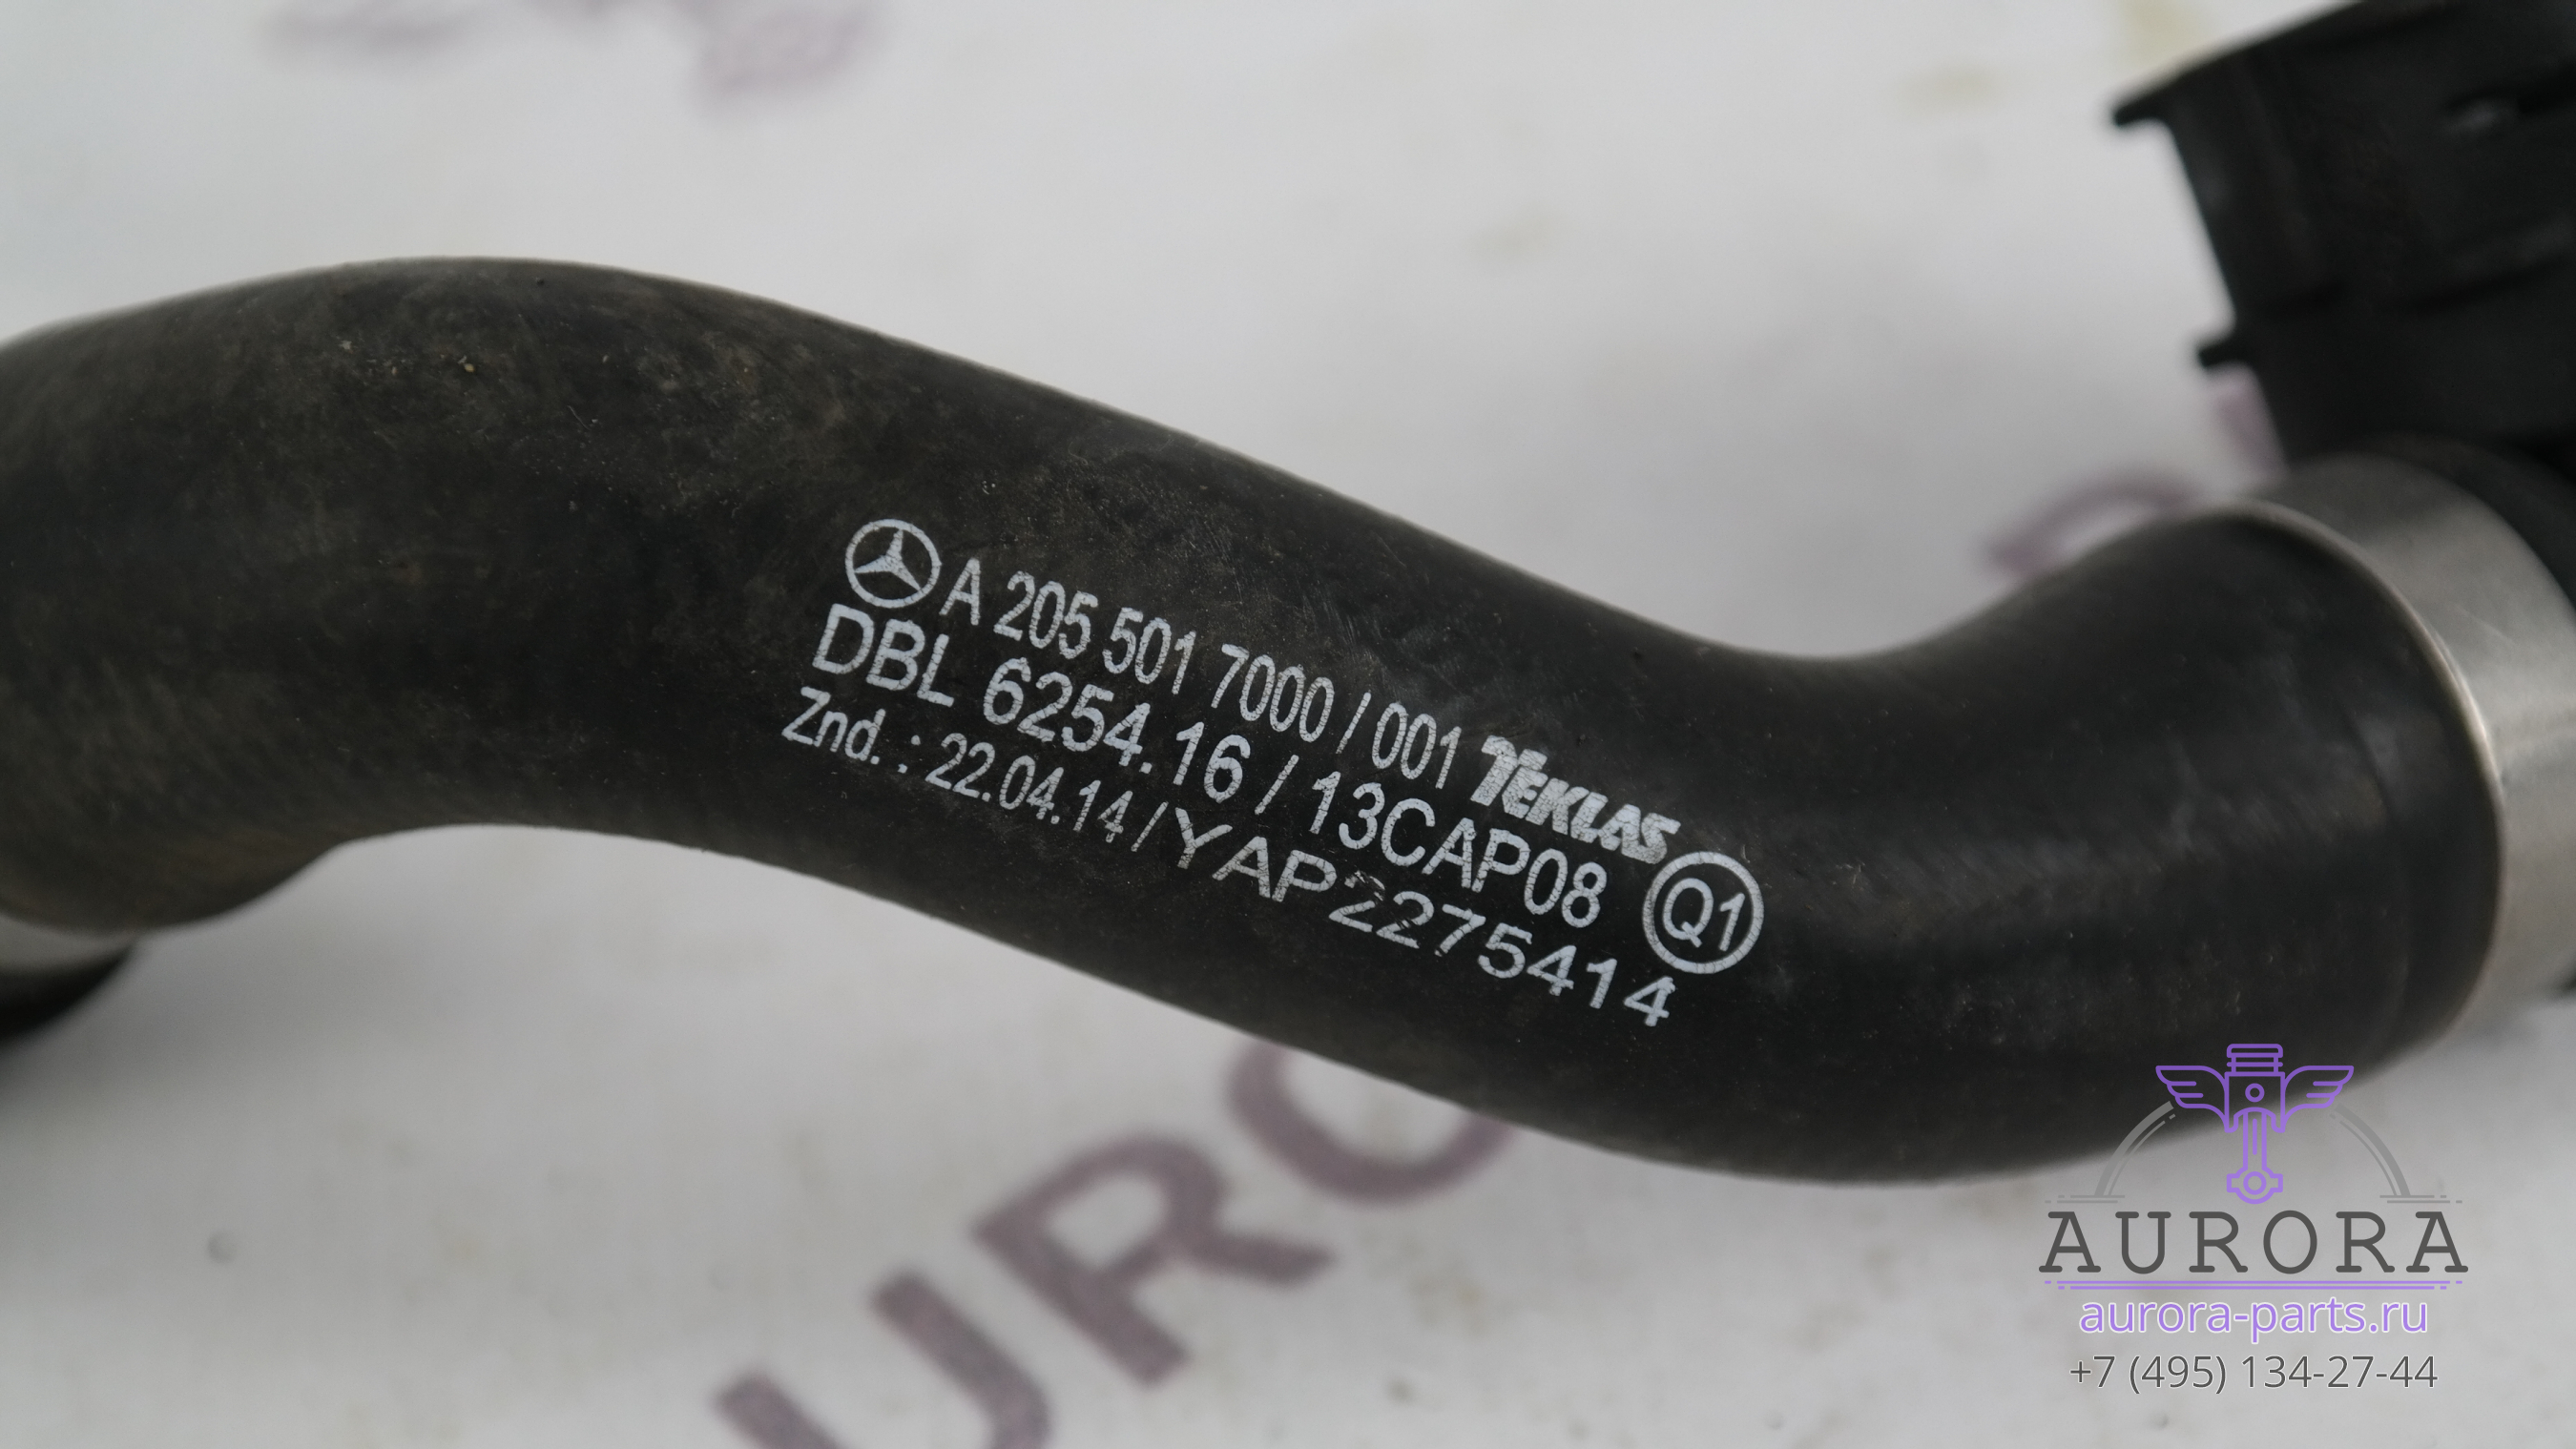 A 205 501 7000 / 001 TEKLAS
DBL 6254.16 / 13CAP08 Q1
Znd. : 22.04.14 / YAP2275414
URO
AURORA
aurora-parts.ru
+7 (495) 134-27-44